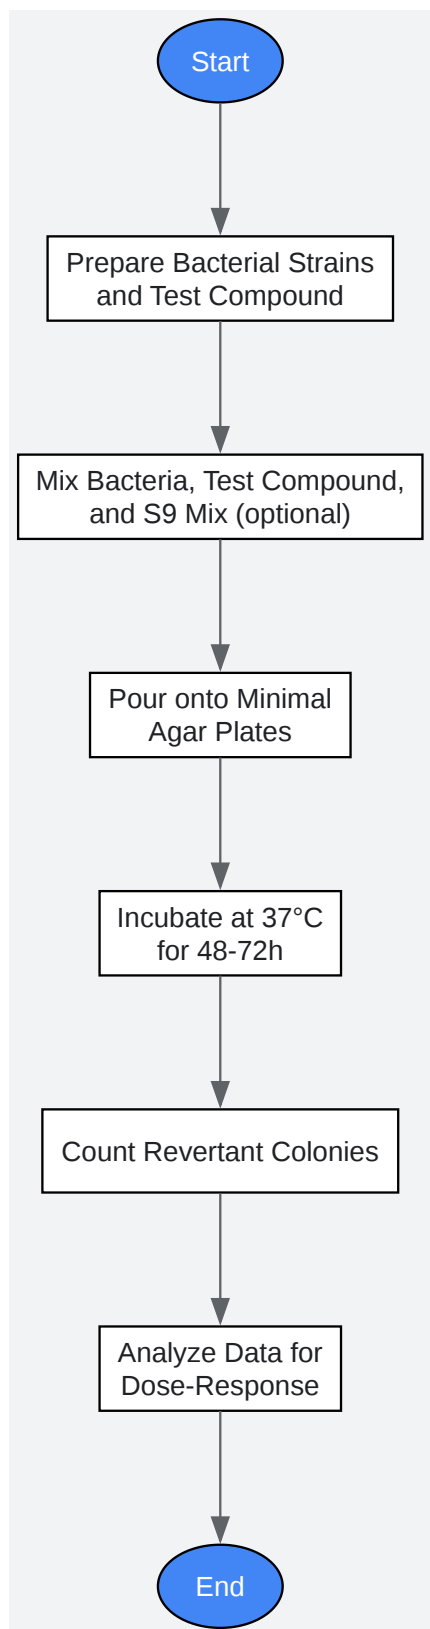 Start
Prepare Bacterial Strains
and Test Compound
Mix Bacteria, Test Compound,
and S9 Mix (optional)
Pour onto Minimal
Agar Plates
Incubate at 37°C
for 48-72h
Count Revertant Colonies
Analyze Data for
Dose-Response
End